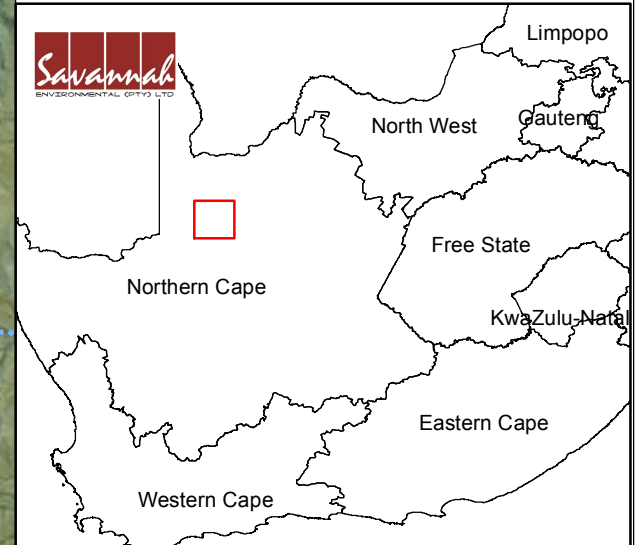 Savannah
ENVIRONMENTAL (PTY) LTD
Limpopo
North West
Gauteng
Free State
Northern Cape
KwaZulu-Natal
Eastern Cape
Western Cape